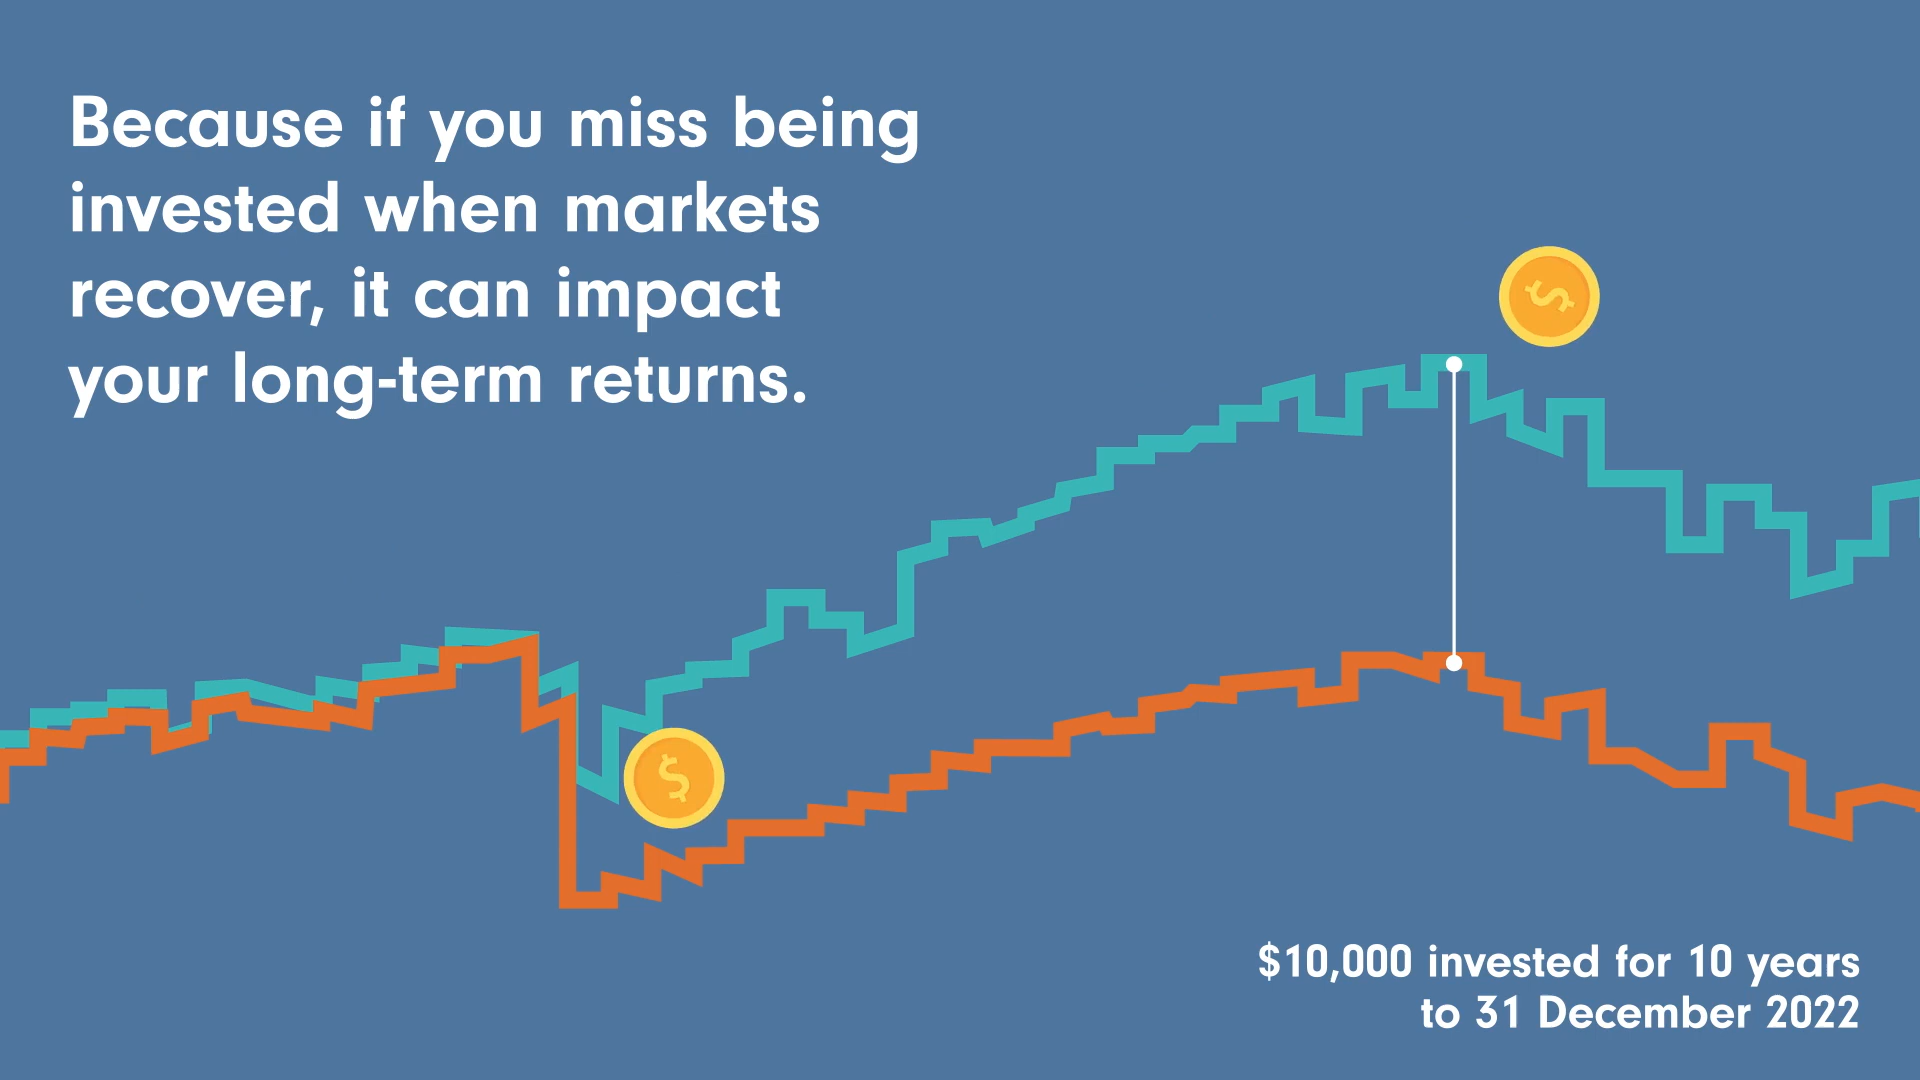 Because if you miss being
invested when markets
recover, it can impact
your long-term returns.
$
$
$10,000 invested for 10 years
to 31 December 2022